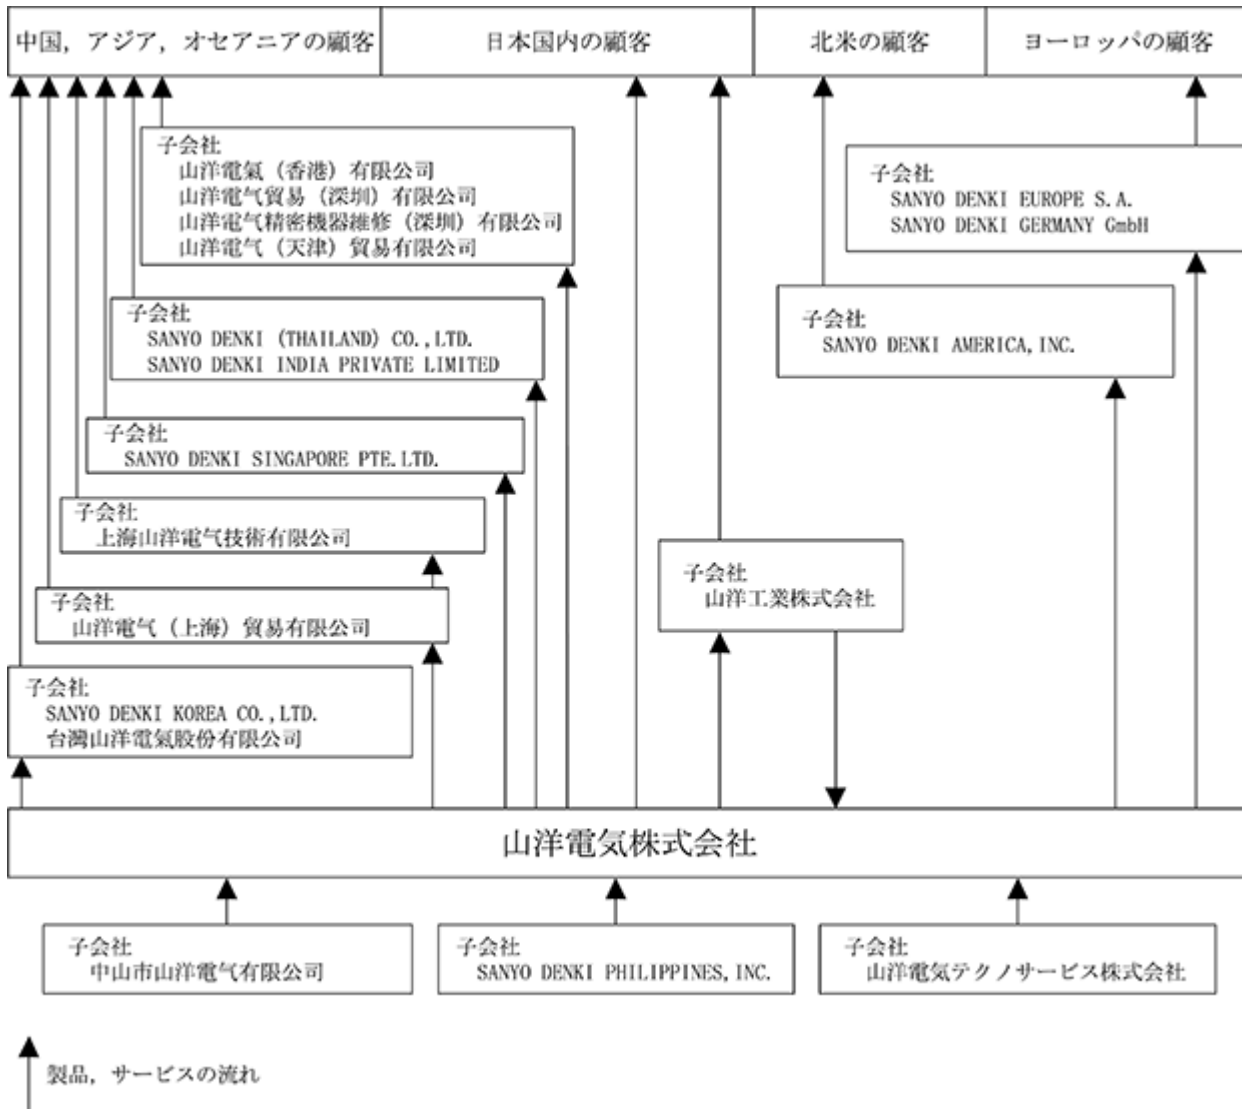 中国，アジア，オセアニアの顧客
日本国内の顧客
北米の顧客
ヨーロッパの顧客
子会社
山洋電氣（香港）有限公司
山洋电气貿易（深圳）有限公司
山洋电气精密機器維修（深圳）有限公司
山洋电气（天津）貿易有限公司
子会社
SANYO DENKI EUROPE S.A.
SANYO DENKI GERMANY GmbH
子会社
SANYO DENKI (THAILAND) CO.,LTD.
SANYO DENKI INDIA PRIVATE LIMITED
子会社
SANYO DENKI AMERICA,INC.
子会社
SANYO DENKI SINGAPORE PTE.LTD.
子会社
上海山洋電气技術有限公司
子会社
山洋工業株式会社
子会社
山洋電气（上海）貿易有限公司
子会社
SANYO DENKI KOREA CO.,LTD.
台灣山洋電氣股份有限公司
山洋電気株式会社
子会社
中山市山洋電气有限公司
子会社
SANYO DENKI PHILIPPINES,INC.
子会社
山洋電気テクノサービス株式会社
製品，サービスの流れ